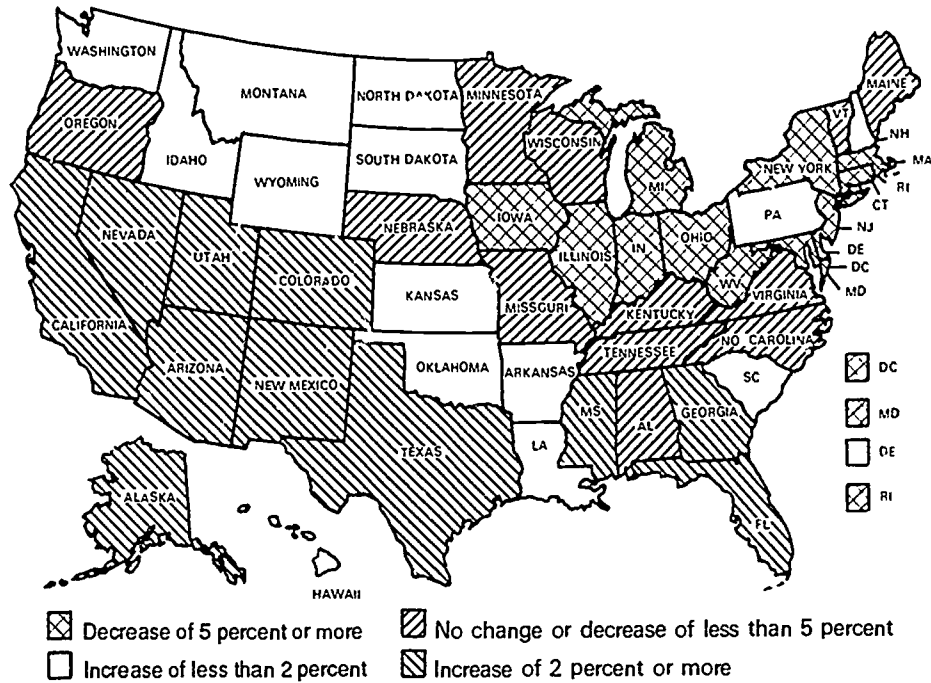 WASHINGTON
MONTANA
NORTH DAKOTA
MINNESOTA
MAINE
OREGON
IDAHO
WYOMING
SOUTH DAKOTA
WISCONSIN
MI
VT
NH
NEW YORK
MA
RI
CT
NEVADA
UTAH
COLORADO
NEBRASKA
IOWA
ILLINOIS
IN
OHIO
PA
NJ
DE
DC
MD
WV
VIRGINIA
CALIFORNIA
KANSAS
MISSGURI
KENTUCKY
NO CAROLINA
ARIZONA
NEW MEXICO
OKLAHOMA
ARKANSAS
TENNESSEE
SC
MS
AL
GEORGIA
TEXAS
LA
FL
ALASKA
HAWAII
DC
MD
DE
RI
Decrease of 5 percent or more
No change or decrease of less than 5 percent
Increase of less than 2 percent
Increase of 2 percent or more